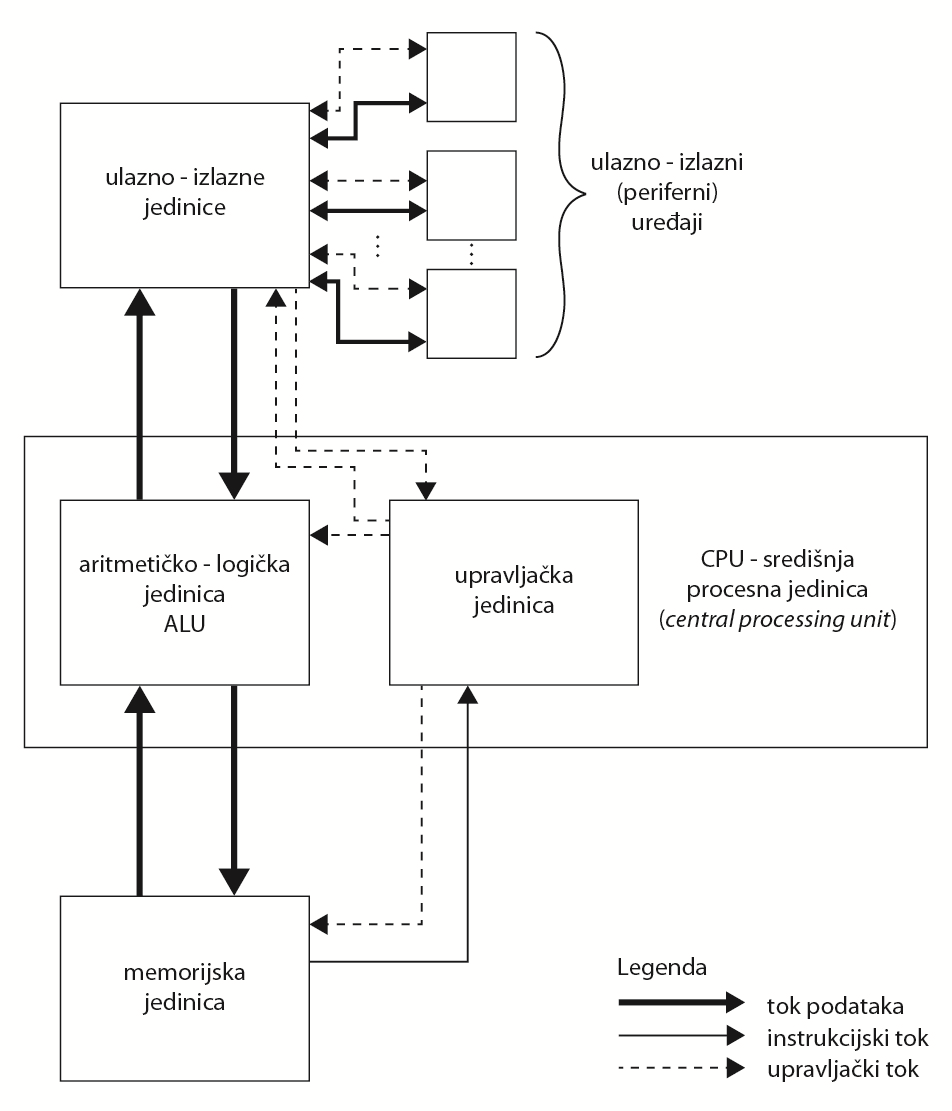 ulazno - izlazne
jedinice
ulazno - izlazni
(periferni)
uređaji
aritmetičko - logička
jedinica
ALU
upravljačka
jedinica
CPU - središnja
procesna jedinica
(central processing unit)
memorijska
jedinica
Legenda
tok podataka
instrukcijski tok
upravljački tok